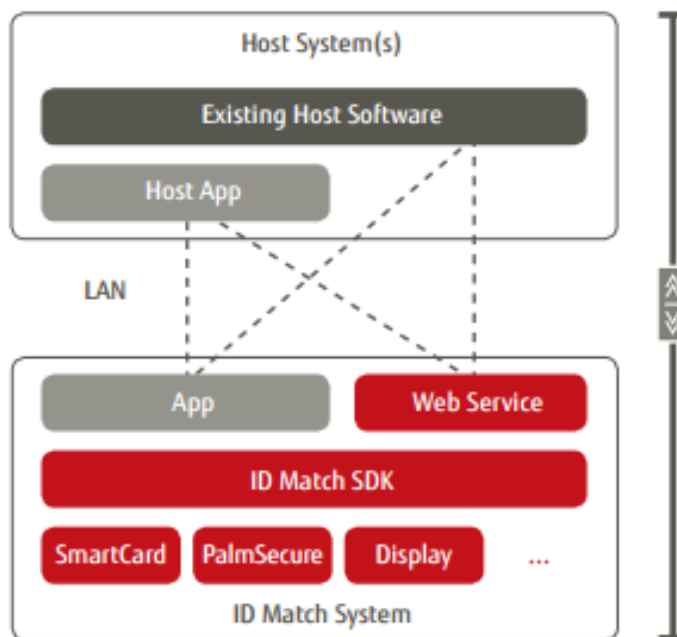 Host System(s)
Existing Host Software
Host App
LAN
App Web Service
ID Match SDK
SmartCard PalmSecure Display ...
ID Match System